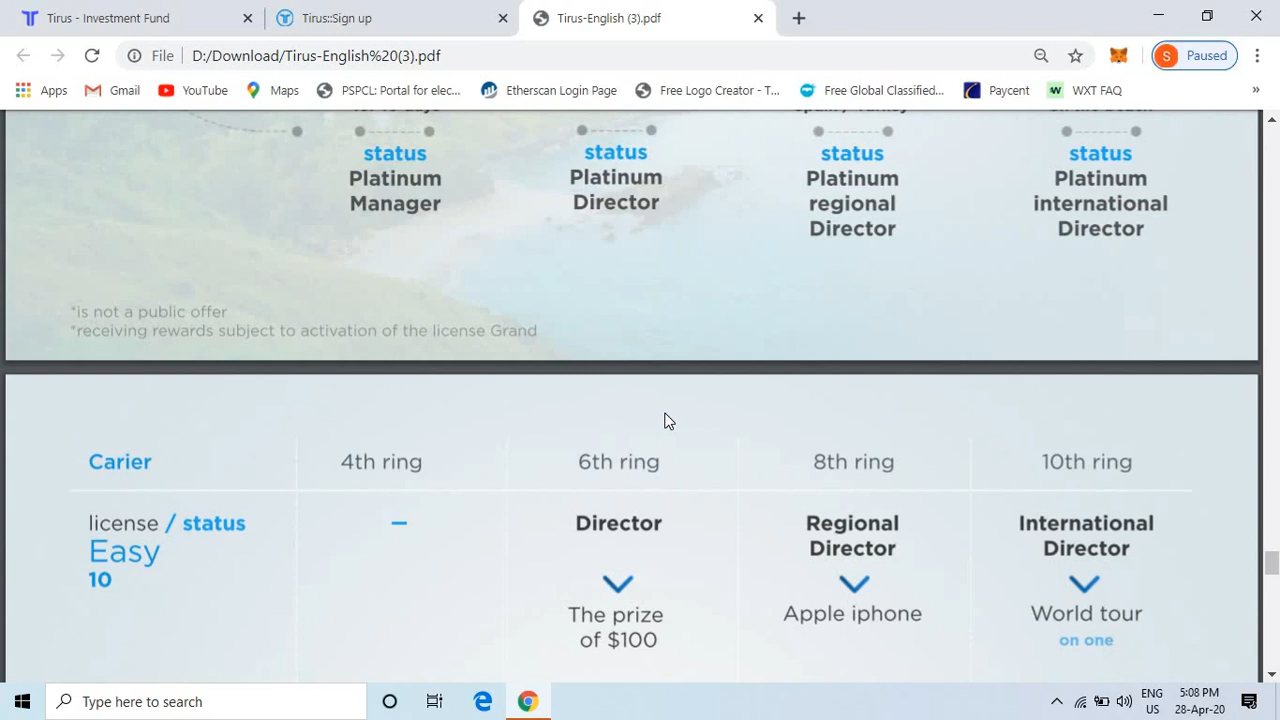 Tirus - Investment Fund
Tirus::Sign up
Tirus-English (3).pdf
File
D:/Download/Tirus-English%20(3).pdf
S
Paused
Apps
Gmail
YouTube
Maps
PSPCL: Portal for elec...
Etherscan Login Page
Free Logo Creator - T...
Free Global Classified...
Paycent
WXT FAQ
»
status
Platinum
Manager
status
Platinum
Director
status
Platinum
regional
Director
status
Platinum
international
Director
*is not a public offer
*receiving rewards subject to activation of the license Grand
Carier
4th ring
6th ring
8th ring
10th ring
license / status
Easy
10
–
Director
The prize
of $100
Regional
Director
Apple iphone
International
Director
World tour
on one
Type here to search
ENG
US
5:08 PM
28-Apr-20